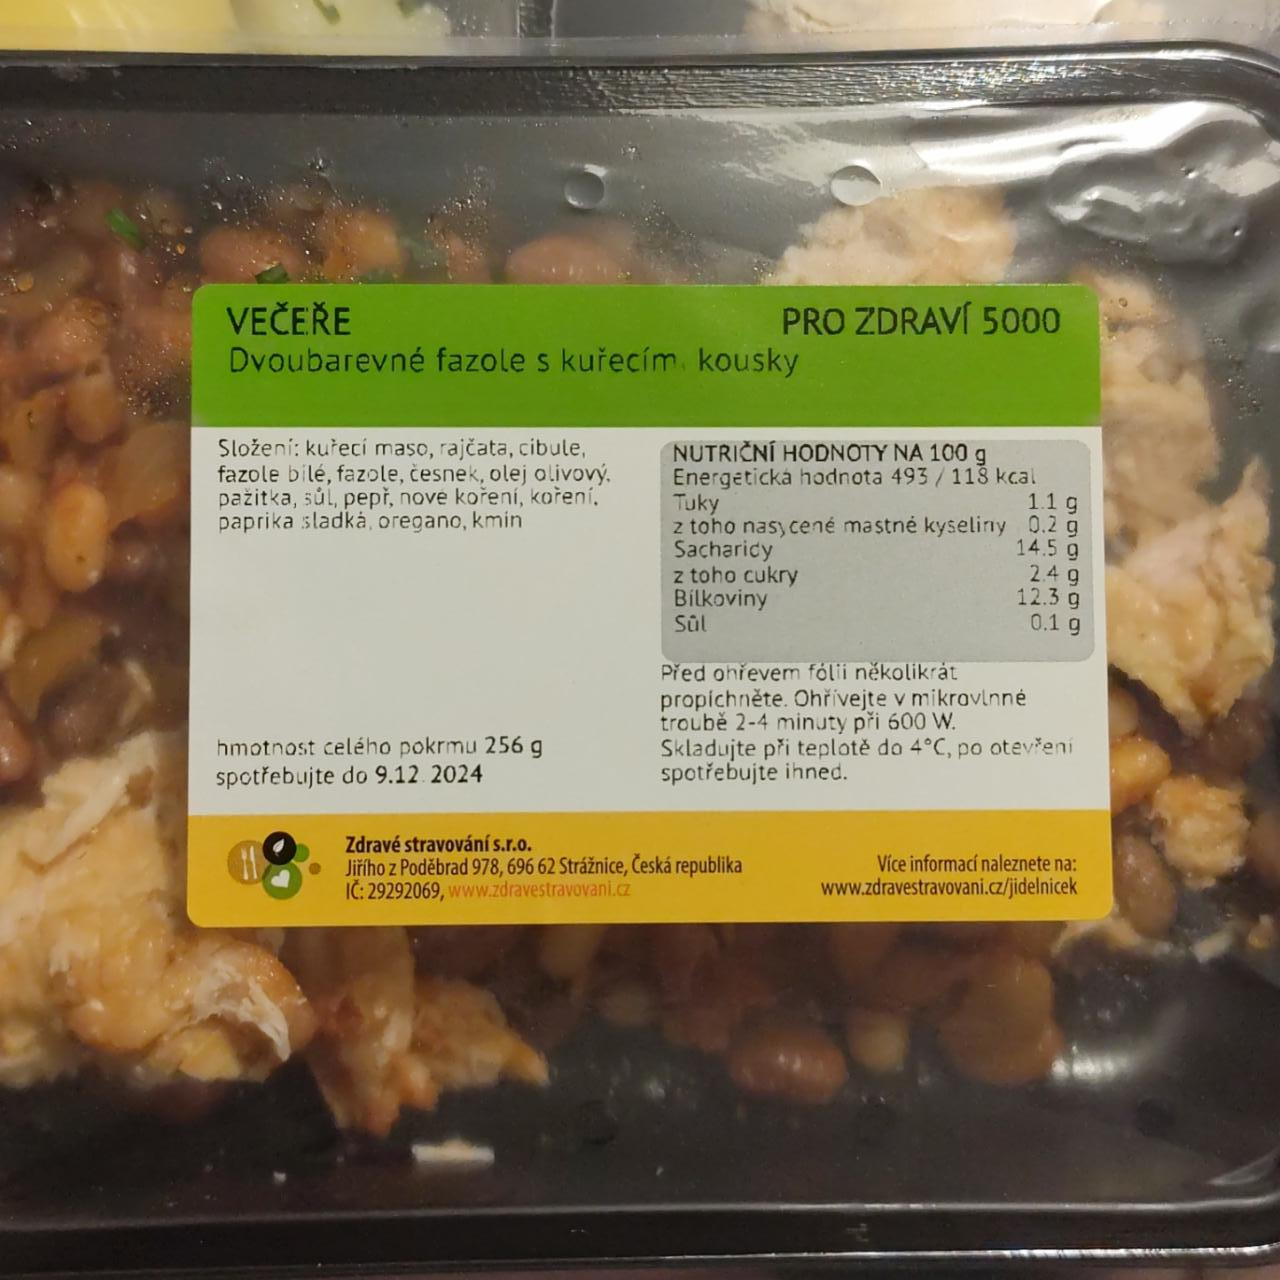 VEČEŘE PRO ZDRAVÍ 5000
Dvoubarevné fazole s kuřecím kousky
Složení: kuřecí maso, rajčata, cibule,
fazole bílé, fazole, česnek, olej olivový,
pažitka, sůl, pepř, nové koření, koření,
paprika sladká, oregano, kmín
hmotnost celého pokrmu 256 g
spotřebujte do 9.12.2024
NUTRIČNÍ HODNOTY NA 100 g
Energetická hodnota 493 / 118 kcal
Tuky 1.1 g
z toho nasycené mastné kyseliny 0.2 g
Sacharidy 14.5 g
z toho cukry 2.4 g
Bílkoviny 12.3 g
Sůl 0.1 g
Před ohřevem fólii několikrát
propíchněte. Ohřívejte v mikrovlnné
troubě 2-4 minuty při 600 W.
Skladujte při teplotě do 4°C, po otevření
spotřebujte ihned.
Zdravé stravování s.r.o.
Jiřího z Poděbrad 978, 696 62 Strážnice, Česká republika
IČ: 29292069, www.zdravestravovani.cz
Více informací naleznete na:
www.zdravestravovani.cz/jidelnicek